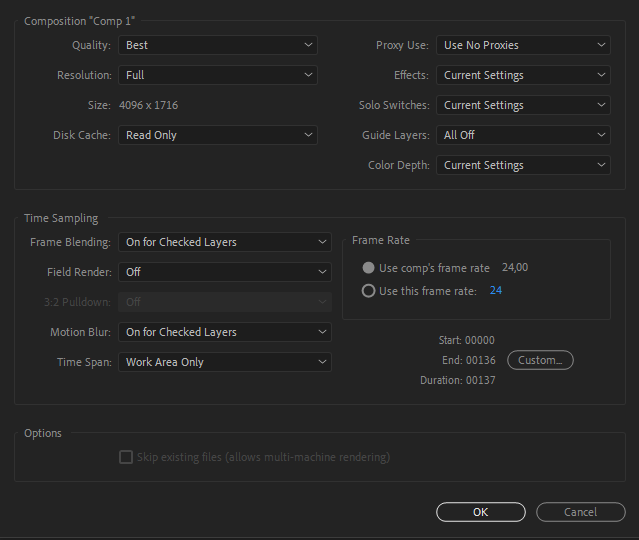 Composition "Comp 1"
Quality: Best
Proxy Use: Use No Proxies
Resolution: Full
Effects: Current Settings
Size: 4096 x 1716
Solo Switches: Current Settings
Disk Cache: Read Only
Guide Layers: All Off
Color Depth: Current Settings
Time Sampling
Frame Blending: On for Checked Layers
Field Render: Off
3:2 Pulldown: Off
Motion Blur: On for Checked Layers
Time Span: Work Area Only
Frame Rate
Use comp's frame rate 24,00
Use this frame rate: 24
Start: 00000
End: 00136 Custom...
Duration: 00137
Options
Skip existing files (allows multi-machine rendering)
OK Cancel